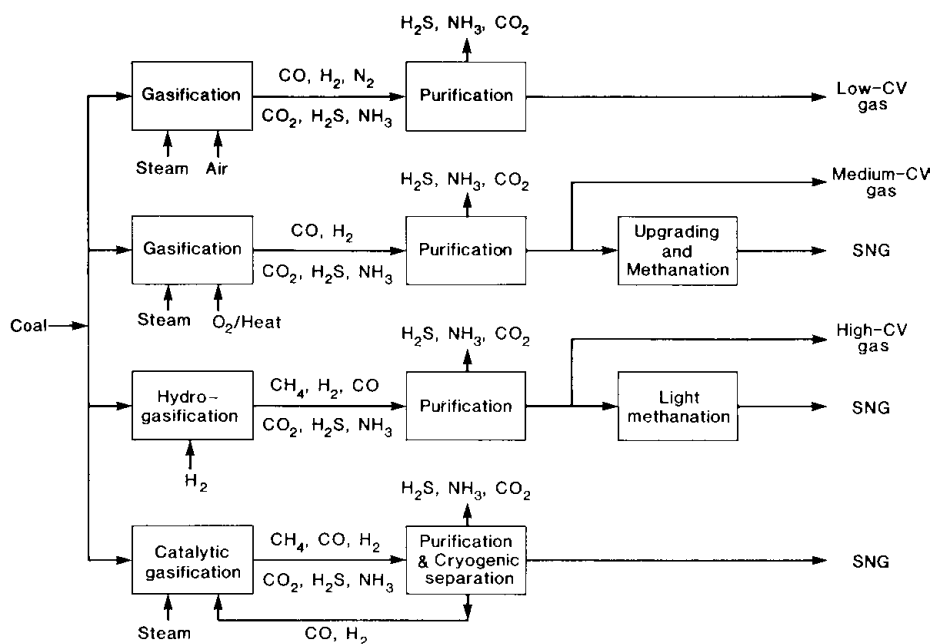 H₂S, NH₃, CO₂
Gasification
CO, H₂, N₂
CO₂, H₂S, NH₃
Purification
Low-CV
gas
Steam
Air
H₂S, NH₃, CO₂
Medium-CV
gas
Gasification
CO, H₂
CO₂, H₂S, NH₃
Purification
Upgrading
and
Methanation
SNG
Steam
O₂/Heat
Coal
H₂S, NH₃, CO₂
High-CV
gas
Hydro-
gasification
CH₄, H₂, CO
CO₂, H₂S, NH₃
Purification
Light
methanation
SNG
H₂
H₂S, NH₃, CO₂
Catalytic
gasification
CH₄, CO, H₂
CO₂, H₂S, NH₃
Purification
& Cryogenic
separation
SNG
Steam
CO, H₂